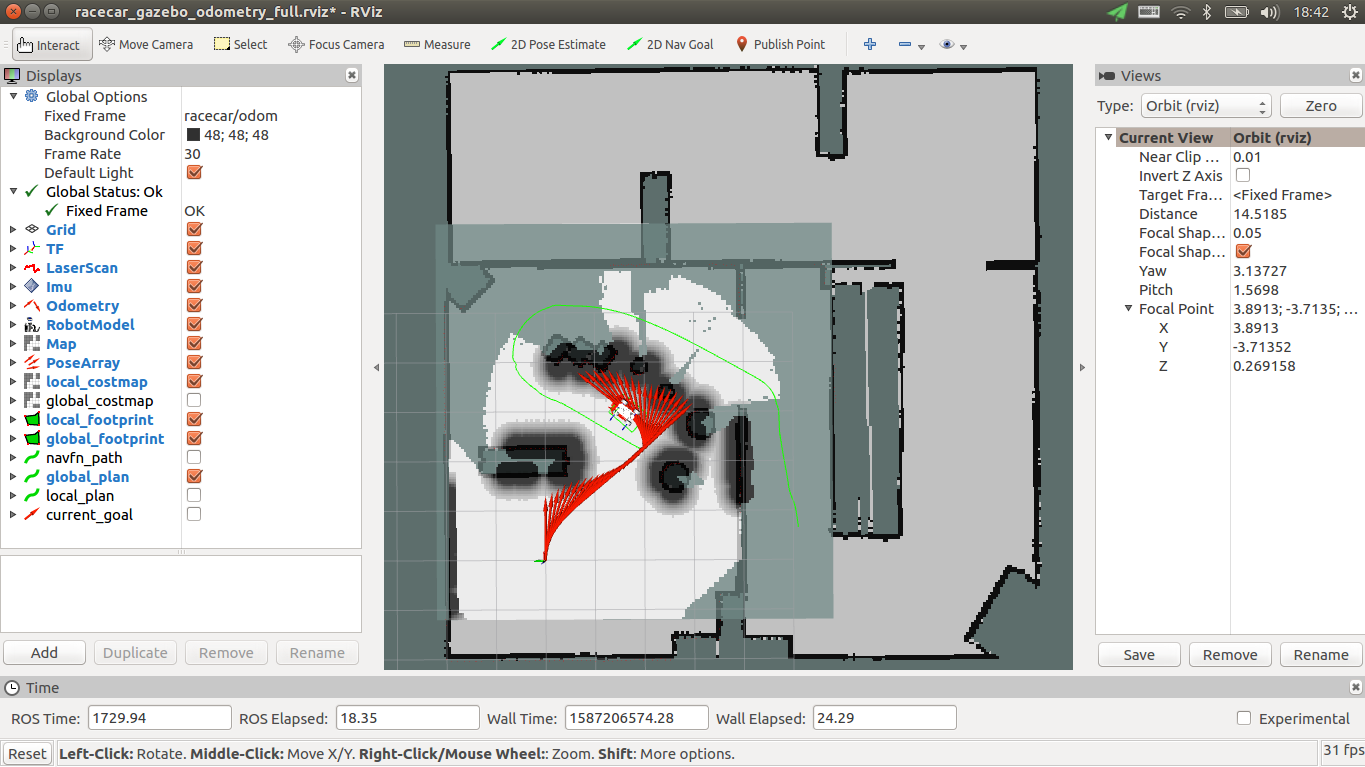 racecar_gazebo_odometry_full.rviz* - RViz
18:42
Interact Move Camera Select Focus Camera Measure 2D Pose Estimate 2D Nav Goal Publish Point
Displays
Global Options
Fixed Frame racecar/odom
Background Color 48; 48; 48
Frame Rate 30
Default Light
Global Status: Ok
Fixed Frame OK
Grid
TF
LaserScan
Imu
Odometry
RobotModel
Map
PoseArray
local_costmap
global_costmap
local_footprint
global_footprint
navfn_path
global_plan
local_plan
current_goal
Add Duplicate Remove Rename
Views
Type: Orbit (rviz) Zero
Current View Orbit (rviz)
Near Clip ... 0.01
Invert Z Axis
Target Fra... <Fixed Frame>
Distance 14.5185
Focal Shap... 0.05
Focal Shap...
Yaw 3.13727
Pitch 1.5698
Focal Point 3.8913; -3.7135; ...
X 3.8913
Y -3.71352
Z 0.269158
Save Remove Rename
Time
ROS Time: 1729.94 ROS Elapsed: 18.35 Wall Time: 1587206574.28 Wall Elapsed: 24.29 Experimental
Reset Left-Click: Rotate. Middle-Click: Move X/Y. Right-Click/Mouse Wheel:: Zoom. Shift: More options. 31 fps